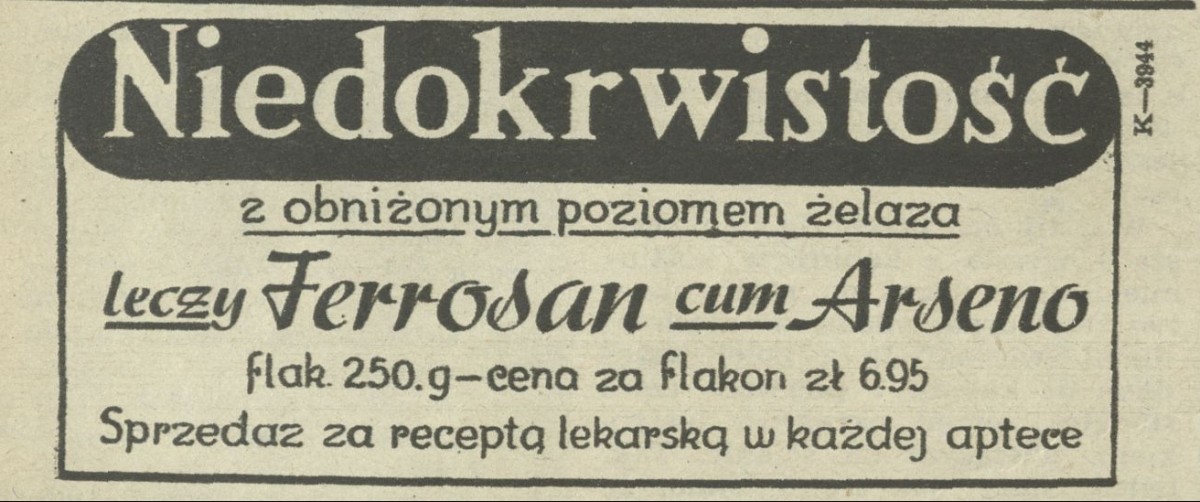 Niedokrwistość
z obniżonym poziomem żelaza
leczy Ferrosan cum Arseno
flak. 250.g—cena za flakon zł 6.95
Sprzedaz za receptą lekarską w każdej aptece
K—3944